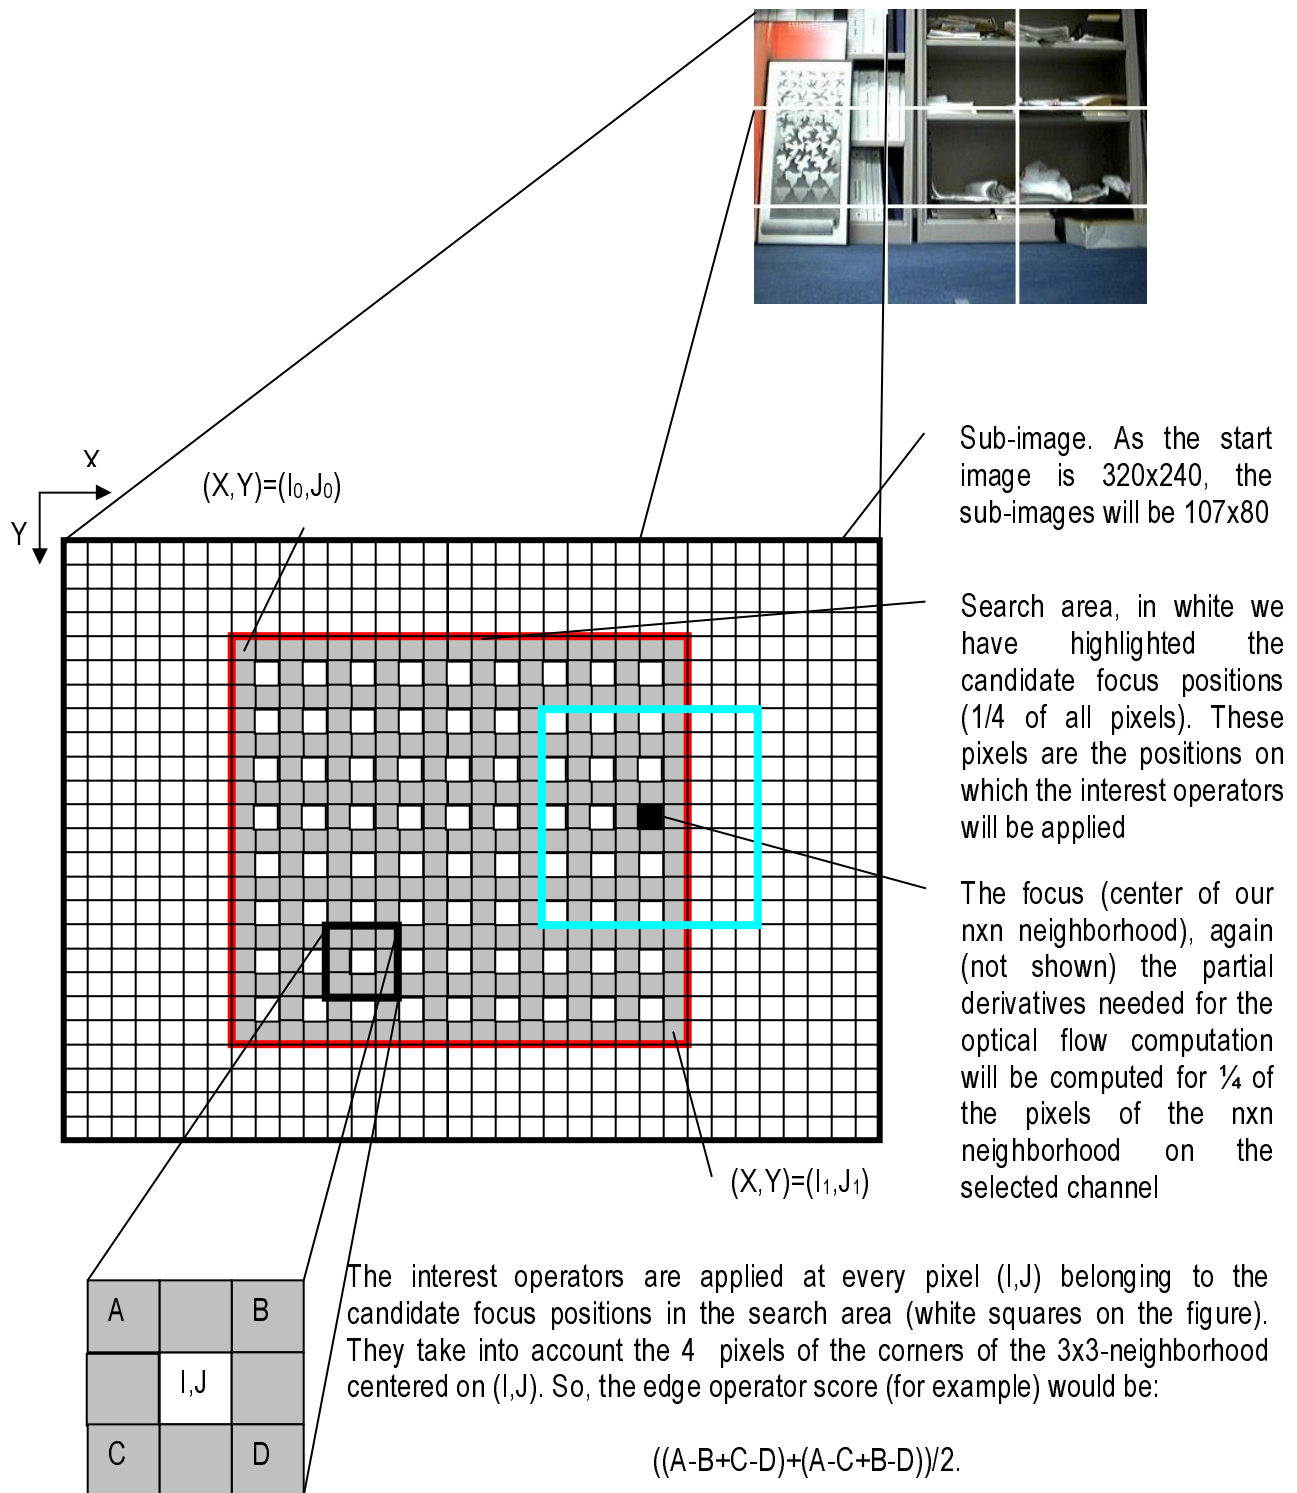 Sub-image. As the start
image is 320x240, the
sub-images will be 107x80
X
(X,Y)=(I₀,J₀)
Y
Search area, in white we
have highlighted the
candidate focus positions
(1/4 of all pixels). These
pixels are the positions on
which the interest operators
will be applied
The focus (center of our
nxn neighborhood), again
(not shown) the partial
derivatives needed for the
optical flow computation
will be computed for ¼ of
the pixels of the nxn
neighborhood on the
selected channel
(X,Y)=(I₁,J₁)
The interest operators are applied at every pixel (I,J) belonging to the
candidate focus positions in the search area (white squares on the figure).
They take into account the 4 pixels of the corners of the 3x3-neighborhood
centered on (I,J). So, the edge operator score (for example) would be:
((A-B+C-D)+(A-C+B-D))/2.
A B
I,J
C D